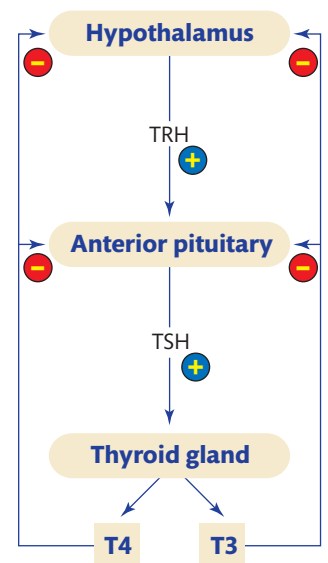 Hypothalamus
−
−
TRH
+
Anterior pituitary
−
−
TSH
+
Thyroid gland
T4
T3